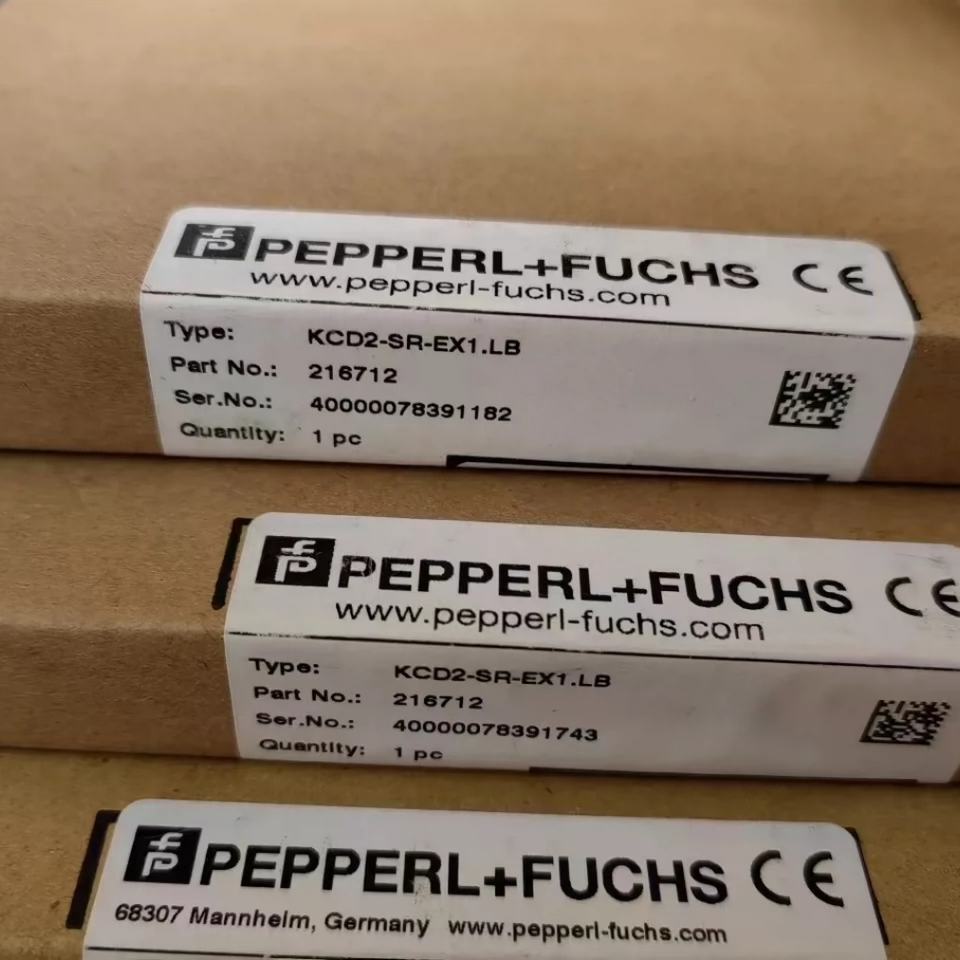 PEPPERL+FUCHS CE
www.pepperl-fuchs.com
Type: KCD2-SR-EX1.LB
Part No.: 216712
Ser.No.: 40000078391182
Quantity: 1 pc
PEPPERL+FUCHS CE
www.pepperl-fuchs.com
Type: KCD2-SR-EX1.LB
Part No.: 216712
Ser.No.: 40000078391743
Quantity: 1 pc
PEPPERL+FUCHS CE
68307 Mannheim, Germany www.pepperl-fuchs.com